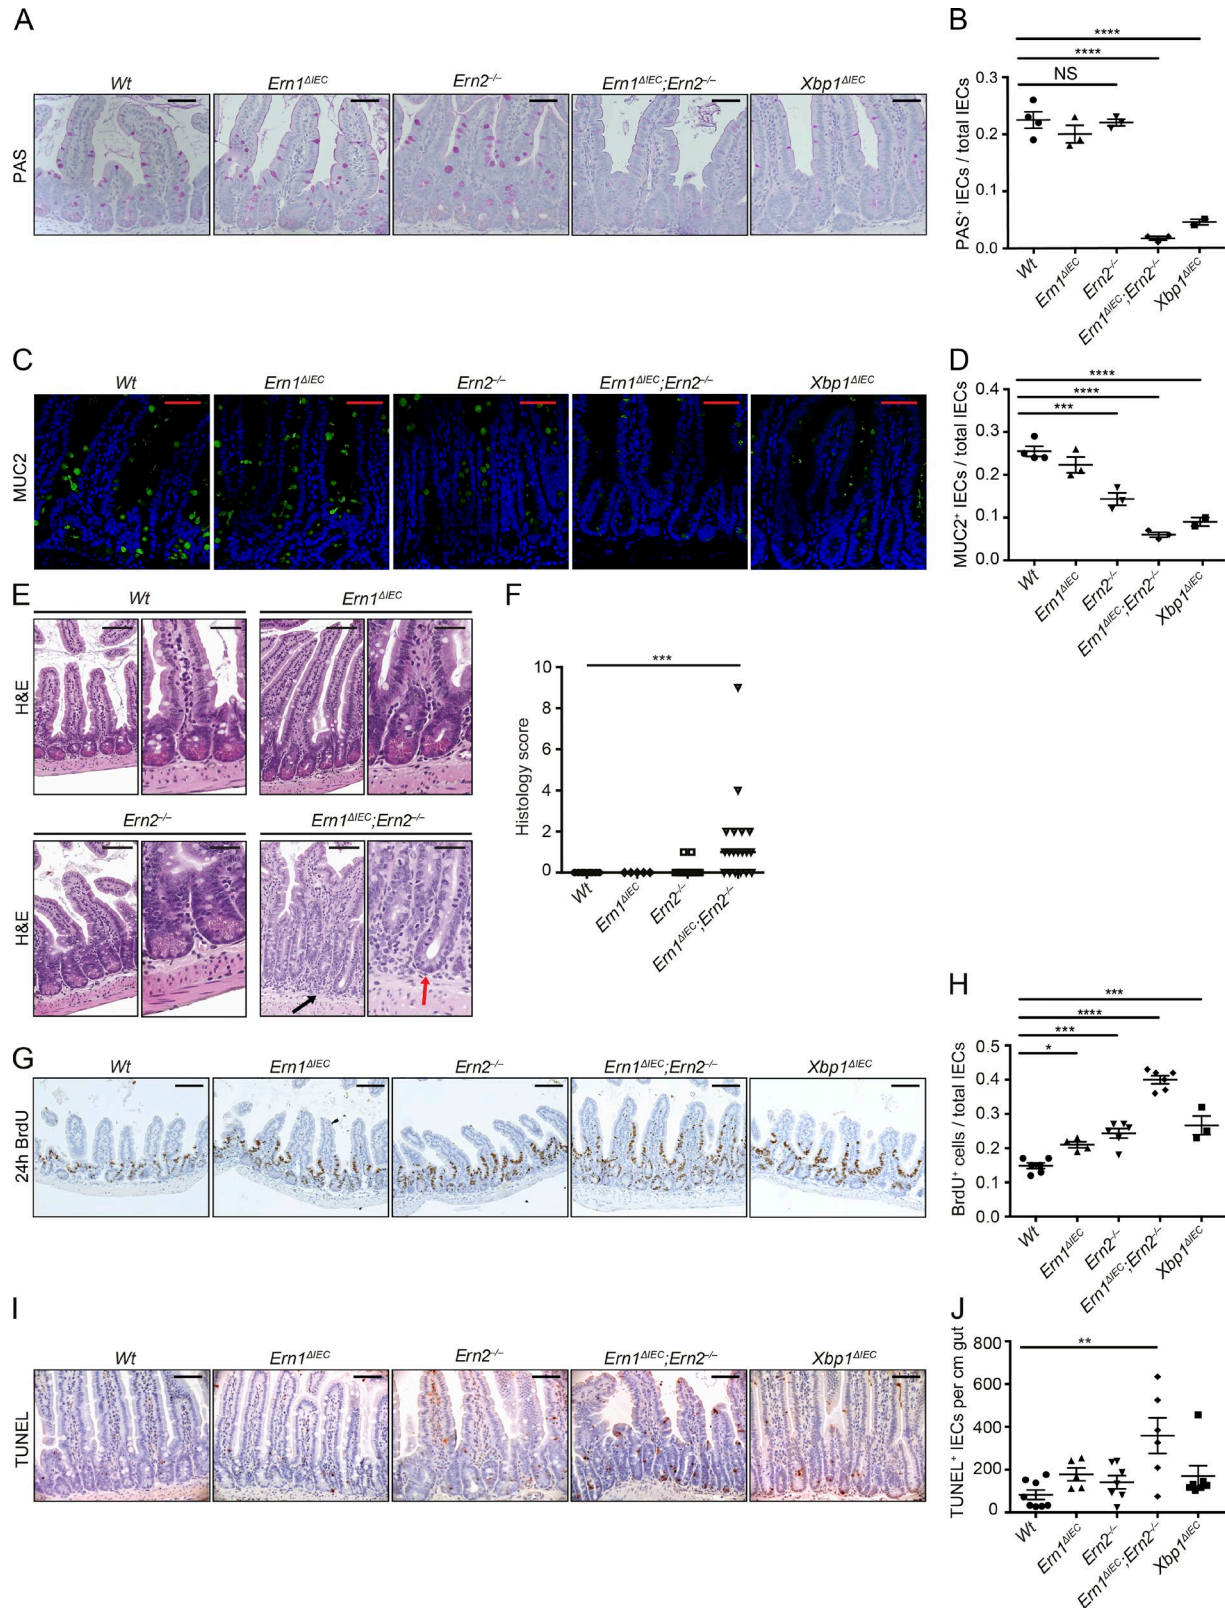 A
Wt Ern1ΔIEC Ern2–/– Ern1ΔIEC;Ern2–/– Xbp1ΔIEC
PAS
B
****
****
NS
0.3
0.2
0.1
0.0
PAS+ IECs / total IECs
Wt Ern1ΔIEC Ern2–/– Ern1ΔIEC;Ern2–/– Xbp1ΔIEC
C
Wt Ern1ΔIEC Ern2–/– Ern1ΔIEC;Ern2–/– Xbp1ΔIEC
MUC2
D
****
****
***
0.4
0.3
0.2
0.1
0.0
MUC2+ IECs / total IECs
Wt Ern1ΔIEC Ern2–/– Ern1ΔIEC;Ern2–/– Xbp1ΔIEC
E
Wt Ern1ΔIEC
H&E
Ern2–/– Ern1ΔIEC;Ern2–/–
H&E
F
***
10
8
6
4
2
0
Histology score
Wt Ern1ΔIEC Ern2–/– Ern1ΔIEC;Ern2–/–
G
Wt Ern1ΔIEC Ern2–/– Ern1ΔIEC;Ern2–/– Xbp1ΔIEC
24h BrdU
H
***
****
***
*
0.5
0.4
0.3
0.2
0.1
0.0
BrdU+ cells / total IECs
Wt Ern1ΔIEC Ern2–/– Ern1ΔIEC;Ern2–/– Xbp1ΔIEC
I
Wt Ern1ΔIEC Ern2–/– Ern1ΔIEC;Ern2–/– Xbp1ΔIEC
TUNEL
J
**
800
600
400
200
0
TUNEL+ IECs per cm gut
Wt Ern1ΔIEC Ern2–/– Ern1ΔIEC;Ern2–/– Xbp1ΔIEC